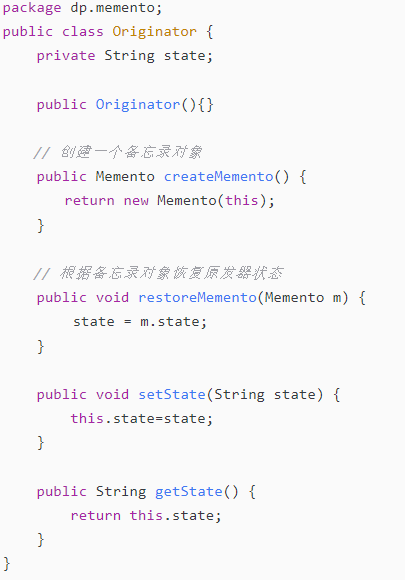 package dp.memento;
public class Originator {
    private String state;

    public Originator(){}

    // 创建一个备忘录对象
    public Memento createMemento() {
        return new Memento(this);
    }

    // 根据备忘录对象恢复原发器状态
    public void restoreMemento(Memento m) {
         state = m.state;
    }

    public void setState(String state) {
        this.state=state;
    }

    public String getState() {
        return this.state;
    }
}